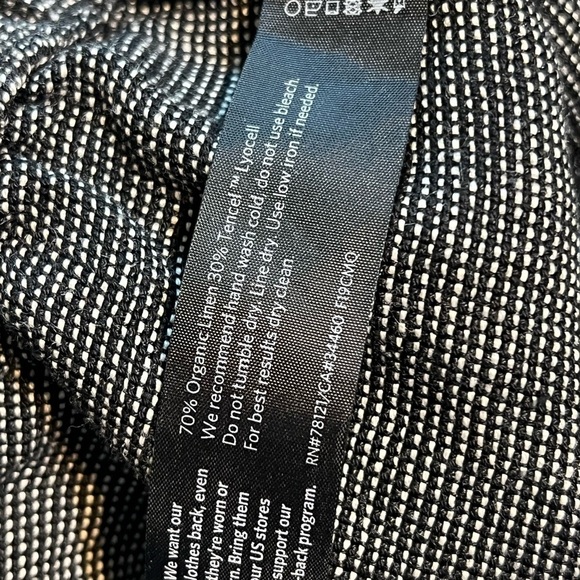 70% Organic Linen 30% Tencel™ Lyocell
We recommend hand wash cold, do not use bleach.
Do not tumble dry. Line dry. Use low iron if needed.
For best results dry clean
RN#78121/CA#34460 FF19CMQ
We want our
clothes back, even
they're worn or
Bring them
our US stores
support our
back program.